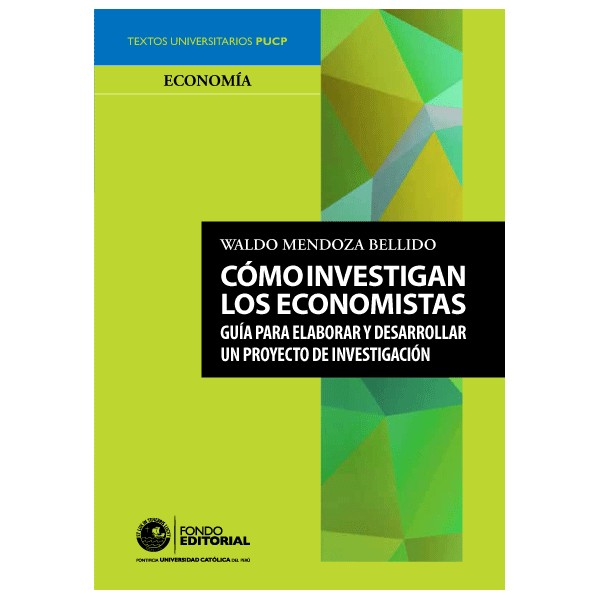 TEXTOS UNIVERSITARIOS PUCP
ECONOMÍA
WALDO MENDOZA BELLIDO
CÓMO INVESTIGAN
LOS ECONOMISTAS
GUÍA PARA ELABORAR Y DESARROLLAR
UN PROYECTO DE INVESTIGACIÓN
FONDO
EDITORIAL
PONTIFICIA UNIVERSIDAD CATÓLICA DEL PERÚ